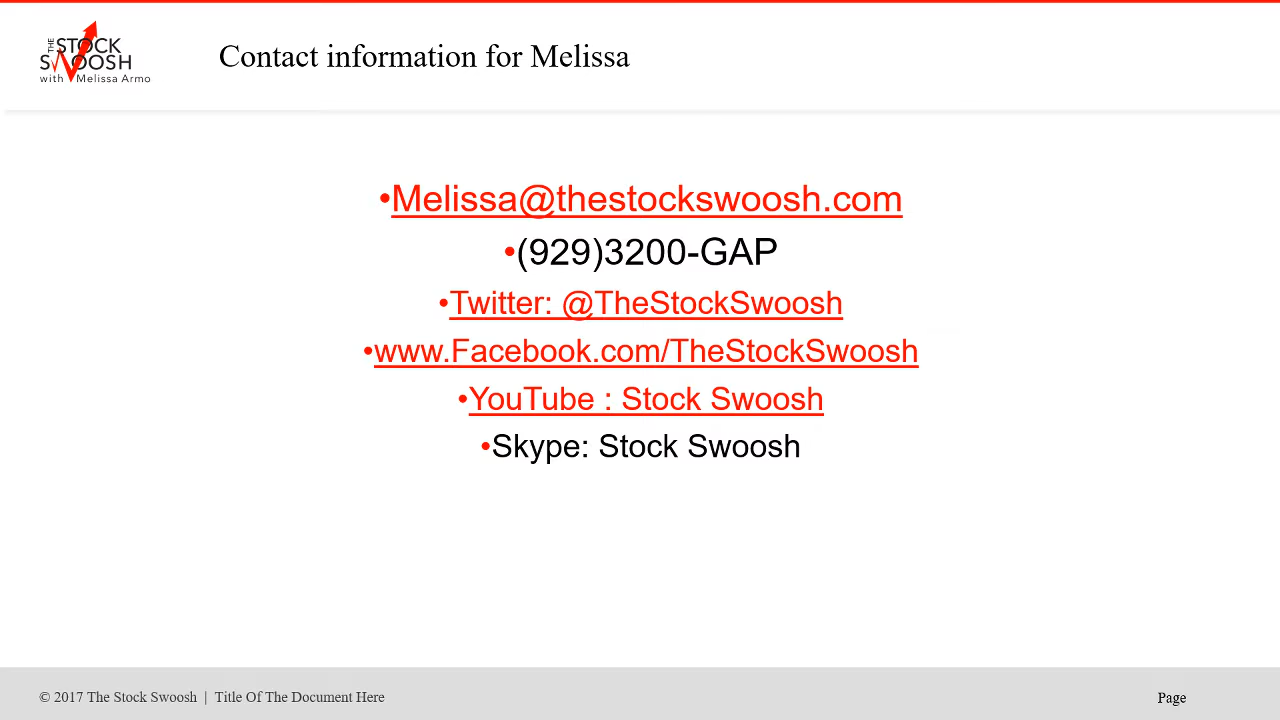 THE STOCK
SWOOSH
with Melissa Armo
Contact information for Melissa
•Melissa@thestockswoosh.com
•(929)3200-GAP
•Twitter: @TheStockSwoosh
•www.Facebook.com/TheStockSwoosh
•YouTube : Stock Swoosh
•Skype: Stock Swoosh
© 2017 The Stock Swoosh | Title Of The Document Here
Page